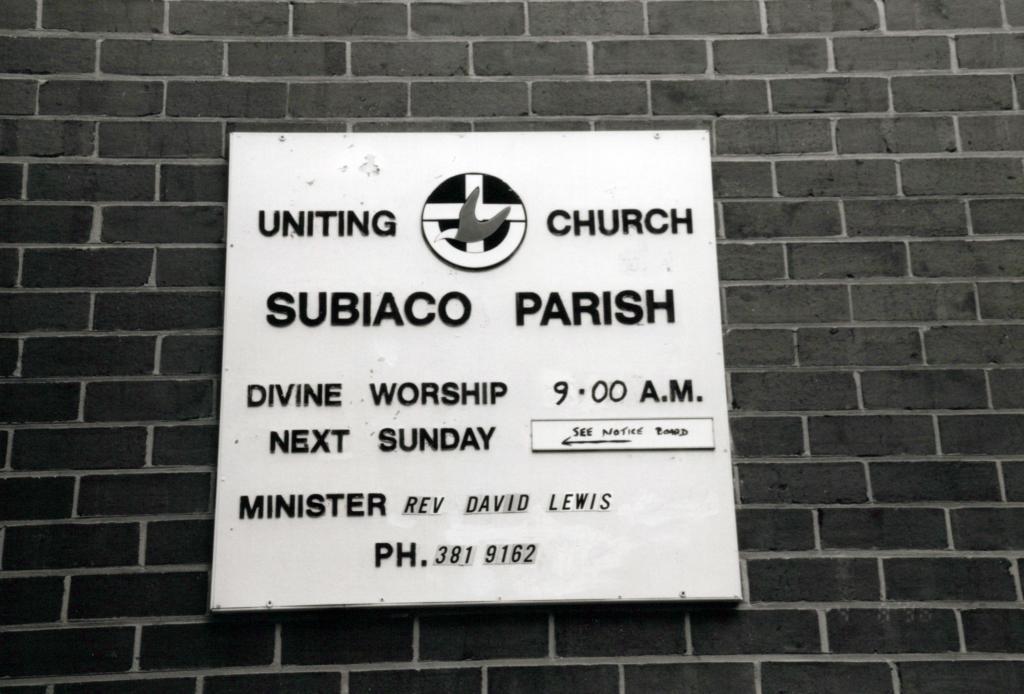 UNITING CHURCH
SUBIACO PARISH
DIVINE WORSHIP 9.00 A.M.
NEXT SUNDAY SEE NOTICE BOARD
MINISTER REV DAVID LEWIS
PH. 381 9162